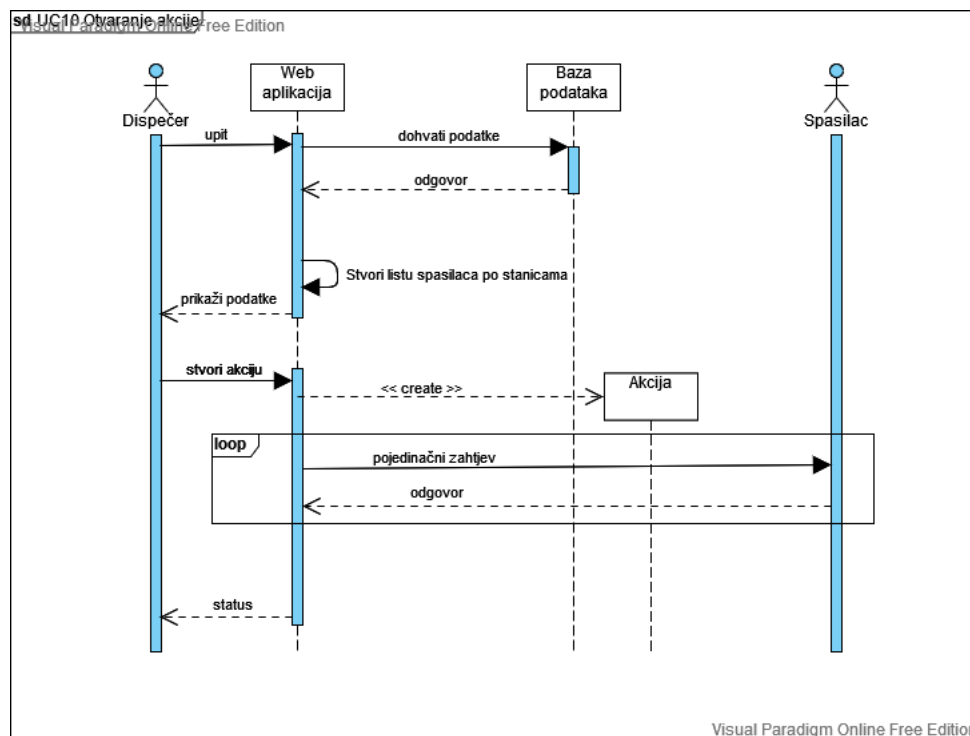 sd UC10 Otvaranje akcije
Visual Paradigm Online Free Edition
Web
aplikacija
Baza
podataka
Dispečer
Spasilac
upit
dohvati podatke
odgovor
Stvori listu spasilaca po stanicama
prikaži podatke
stvori akciju
<< create >>
Akcija
loop
pojedinačni zahtjev
odgovor
status
Visual Paradigm Online Free Edition